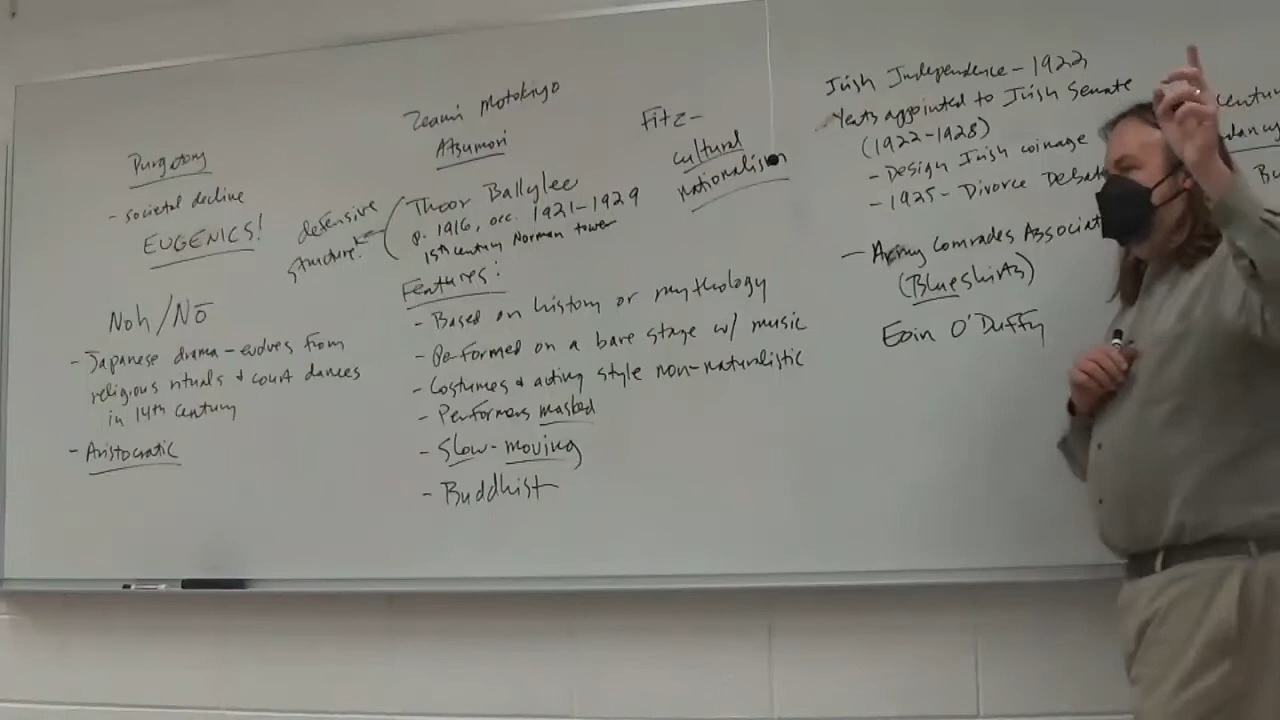 Purgatory
- societal decline
EUGENICS!
Noh/Nō
- Japanese drama - evolves from
religious rituals & court dances
in 14th century
- Aristocratic
Zeami Motokiyo
Atsumori
defensive
structure!
Thoor Ballylee
p. 1916, occ. 1921-1929
15th century Norman tower
Features:
- Based on history or mythology
- Performed on a bare stage w/ music
- Costumes & acting style non-naturalistic
- Performers masked
- Slow-moving
- Buddhist
Fitz-
cultural
nationalism
Irish Independence - 1922
Yeats appointed to Irish Senate
(1922-1928)
- Design Irish coinage
- 1925 - Divorce Debate
- Army Comrades Associat
(Blueshirts)
Eoin O'Duffy
centur
dancy
Bu